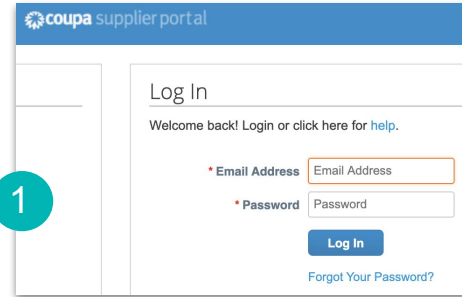 coupa supplier portal
Log In
Welcome back! Login or click here for help.
* Email Address Email Address
* Password Password
1
Log In
Forgot Your Password?